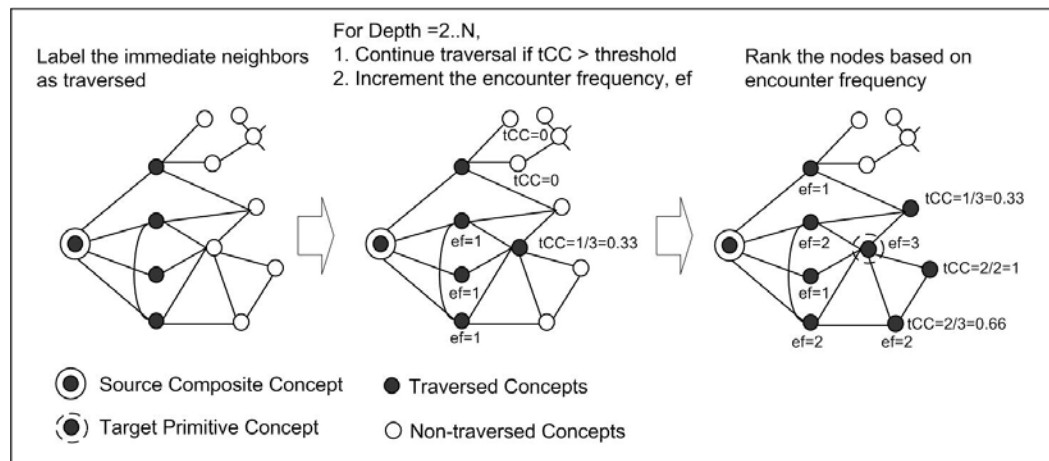 Label the immediate neighbors
as traversed
For Depth =2..N,
1. Continue traversal if tCC > threshold
2. Increment the encounter frequency, ef
Rank the nodes based on
encounter frequency
tCC=0
tCC=0
ef=1
tCC=1/3=0.33
ef=1
ef=1
ef=1
tCC=1/3=0.33
ef=2
ef=3
tCC=2/2=1
ef=1
tCC=2/3=0.66
ef=2
ef=2
Source Composite Concept
Traversed Concepts
Target Primitive Concept
Non-traversed Concepts